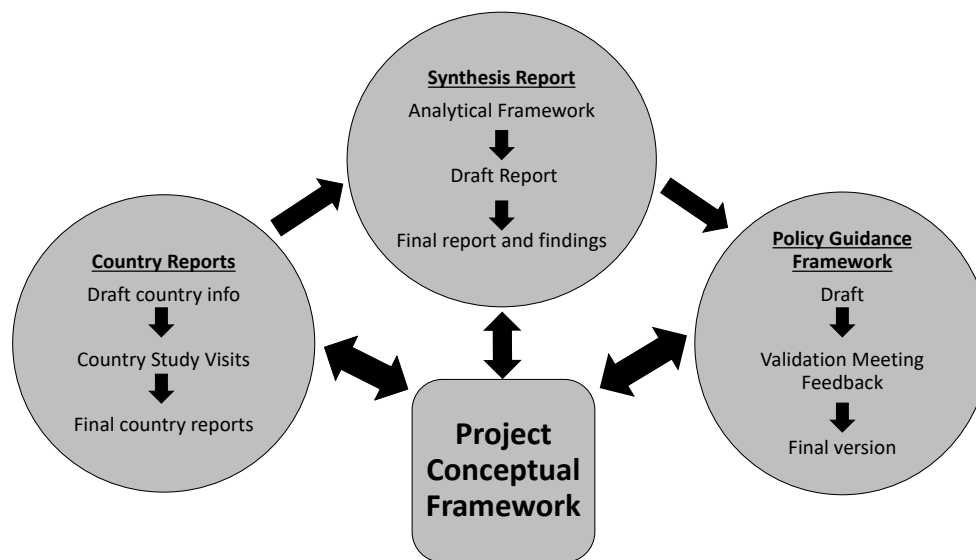 Synthesis Report
Analytical Framework
Draft Report
Final report and findings
Country Reports
Draft country info
Country Study Visits
Final country reports
Policy Guidance
Framework
Draft
Validation Meeting
Feedback
Final version
Project
Conceptual
Framework